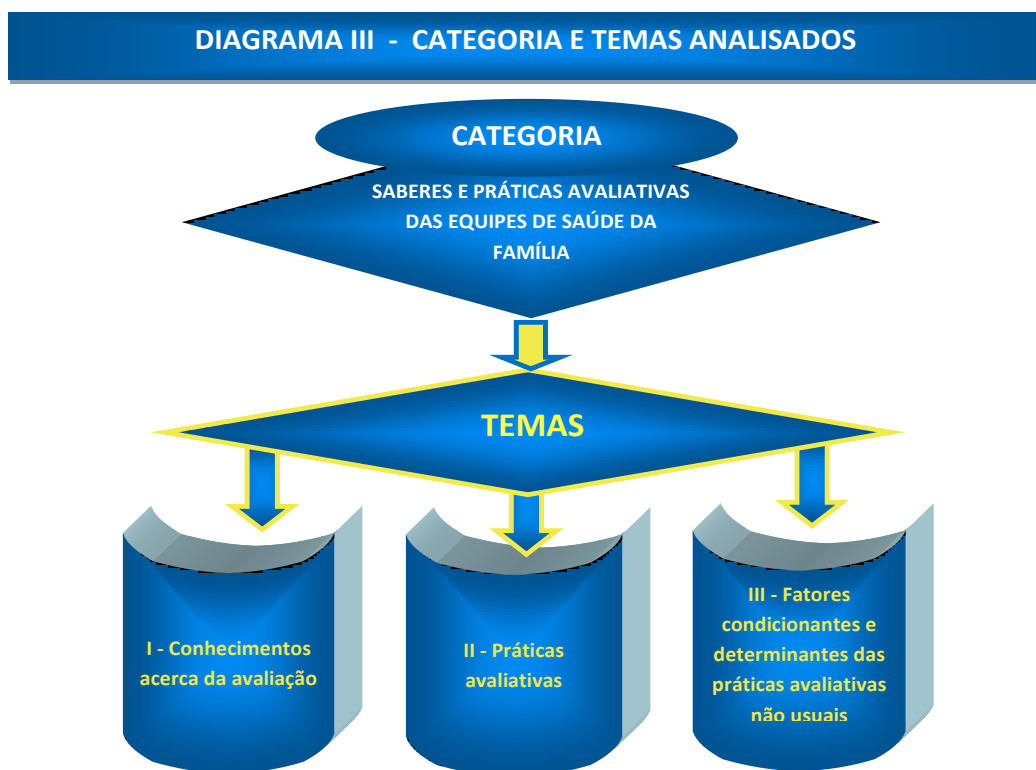 DIAGRAMA III - CATEGORIA E TEMAS ANALISADOS
CATEGORIA
SABERES E PRÁTICAS AVALIATIVAS
DAS EQUIPES DE SAÚDE DA
FAMÍLIA
TEMAS
I - Conhecimentos
acerca da avaliação
II - Práticas
avaliativas
III - Fatores
condicionantes e
determinantes das
práticas avaliativas
não usuais